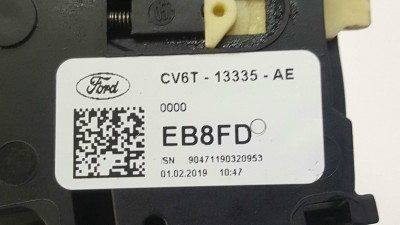 Ford
CV6T - 13335 - AE
0000
EB8FD
SN 90471190320953
01.02.2019 10:47